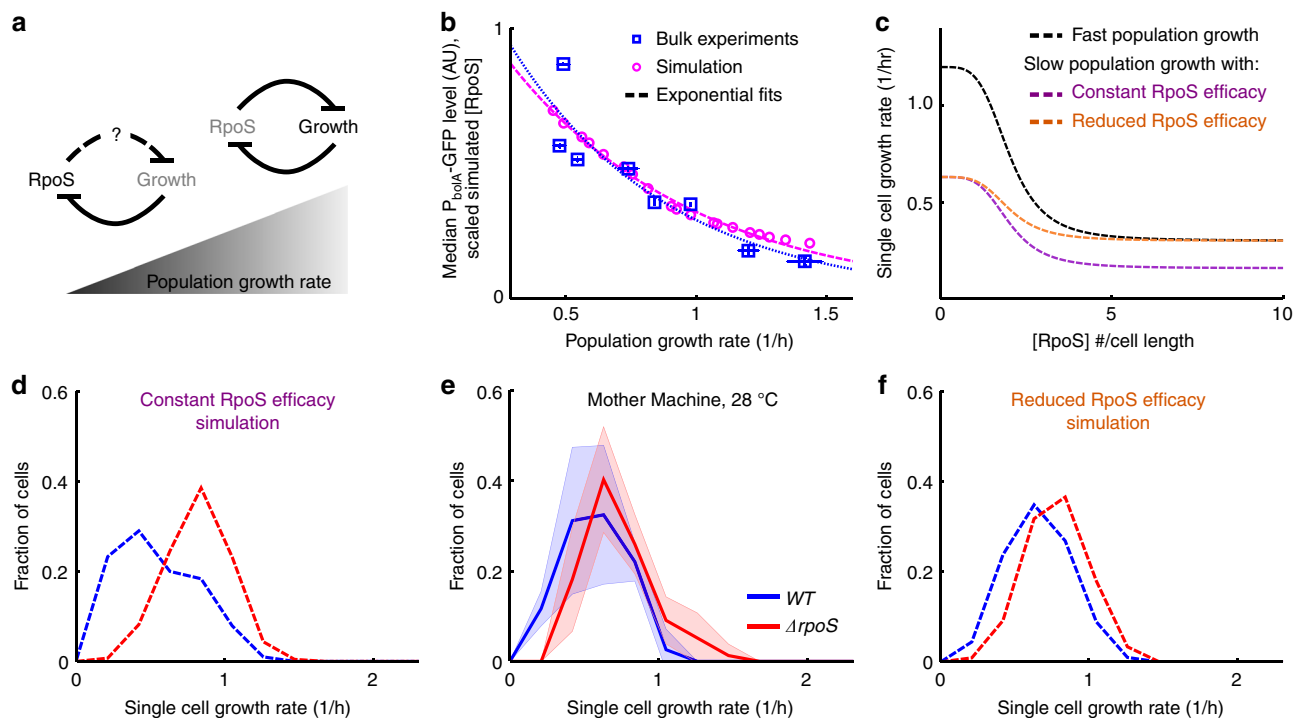 a
?
RpoS
Growth
RpoS
Growth
Population growth rate
b
Median P_bolA-GFP level (AU),
scaled simulated [RpoS]
1
0
Bulk experiments
Simulation
Exponential fits
0.5
1
1.5
Population growth rate (1/h)
c
Single cell growth rate (1/hr)
1.0
0.5
Fast population growth
Slow population growth with:
Constant RpoS efficacy
Reduced RpoS efficacy
0
5
10
[RpoS] #/cell length
d
Fraction of cells
0.6
0.4
0.2
0
Constant RpoS efficacy
simulation
0
1
2
Single cell growth rate (1/h)
e
Fraction of cells
0.6
0.4
0.2
0
Mother Machine, 28 °C
WT
ΔrpoS
0
1
2
Single cell growth rate (1/h)
f
Fraction of cells
0.6
0.4
0.2
0
Reduced RpoS efficacy
simulation
0
1
2
Single cell growth rate (1/h)